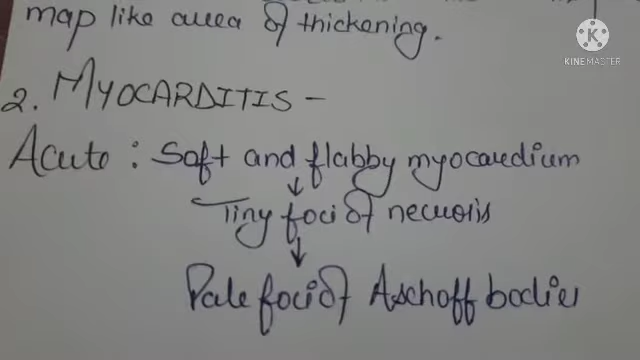 map like area of thickening.
KINEMASTER
2. MYOCARDITIS -
Acute : Soft and flabby myocardium
Tiny foci of necrosis
Pale foci of Aschoff bodies